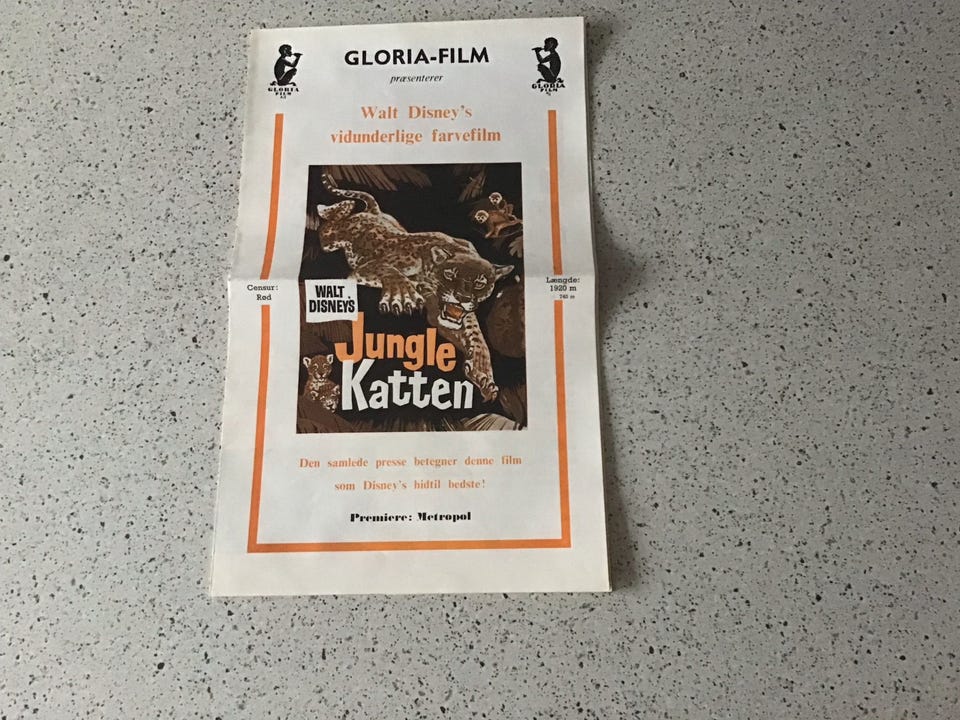 GLORIA-FILM
præsenterer
GLORIA
FILM
A/S
GLORIA
FILM
Walt Disney's
vidunderlige farvefilm
Censur:
Rød
Længde:
1920 m
WALT
DISNEY'S
Jungle
Katten
Den samlede presse betegner denne film
som Disney's hidtil bedste!
Premiere: Metropol